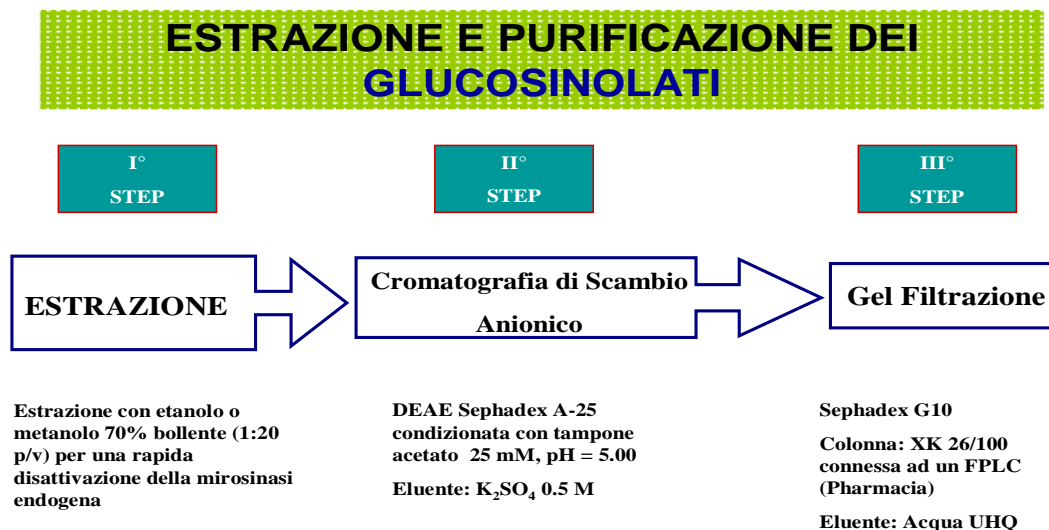 ESTRAZIONE E PURIFICAZIONE DEI
GLUCOSINOLATI
I°
STEP
II°
STEP
III°
STEP
ESTRAZIONE
Cromatografia di Scambio
Anionico
Gel Filtrazione
Estrazione con etanolo o
metanolo 70% bollente (1:20
p/v) per una rapida
disattivazione della mirosinasi
endogena
DEAE Sephadex A-25
condizionata con tampone
acetato 25 mM, pH = 5.00
Eluente: K₂SO₄ 0.5 M
Sephadex G10
Colonna: XK 26/100
connessa ad un FPLC
(Pharmacia)
Eluente: Acqua UHQ